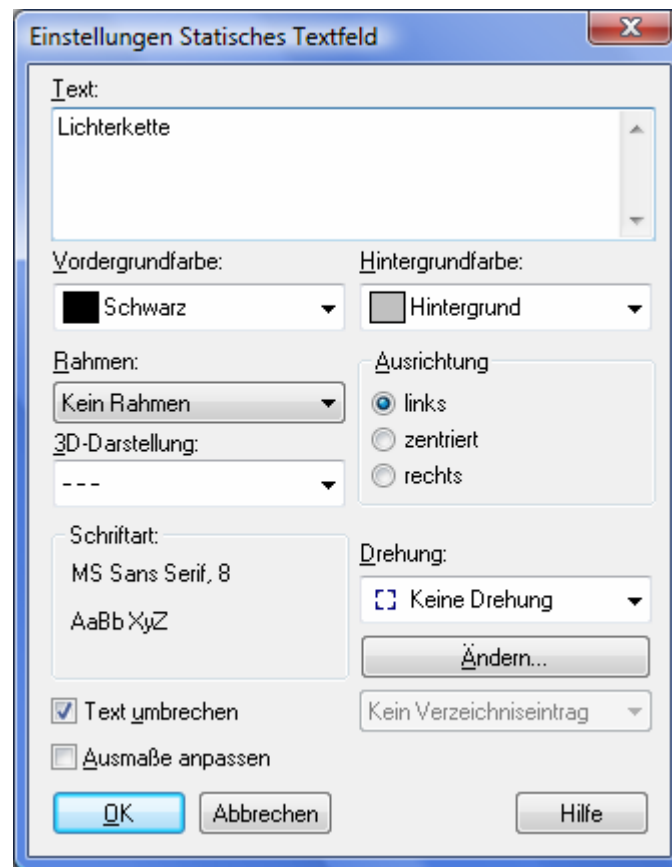 Einstellungen Statisches Textfeld
Text:
Lichterkette
Vordergrundfarbe:
Hintergrundfarbe:
Schwarz
Hintergrund
Rahmen:
Kein Rahmen
Ausrichtung
links
zentriert
rechts
3D-Darstellung:
---
Schriftart:
MS Sans Serif, 8
AaBb XyZ
Drehung:
Keine Drehung
Ändern...
Text umbrechen
Kein Verzeichniseintrag
Ausmaße anpassen
OK
Abbrechen
Hilfe